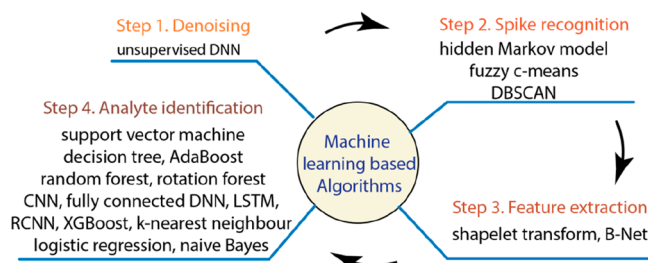 Step 1. Denoising
unsupervised DNN
Step 2. Spike recognition
hidden Markov model
fuzzy c-means
DBSCAN
Step 3. Feature extraction
shapelet transform, B-Net
Step 4. Analyte identification
support vector machine
decision tree, AdaBoost
random forest, rotation forest
CNN, fully connected DNN, LSTM,
RCNN, XGBoost, k-nearest neighbour
logistic regression, naive Bayes
Machine
learning based
Algorithms